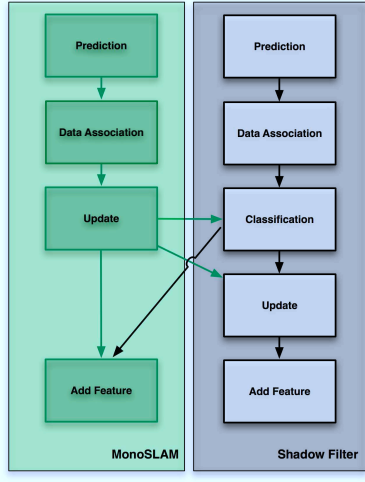 Prediction
Data Association
Update
Add Feature
MonoSLAM
Prediction
Data Association
Classification
Update
Add Feature
Shadow Filter